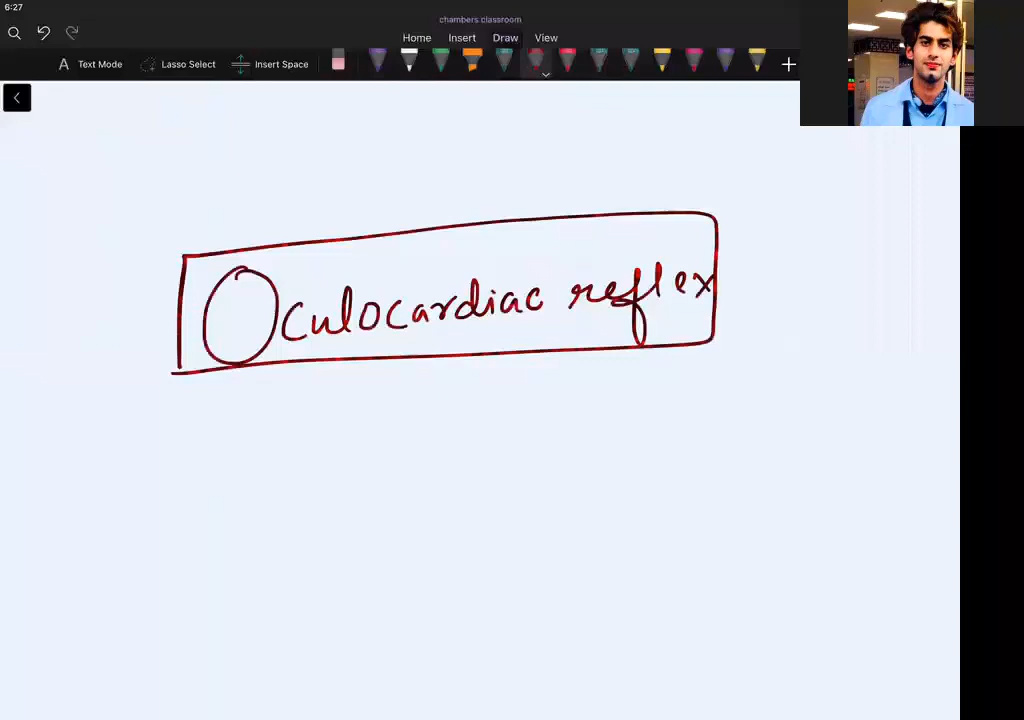 6:27
chambers classroom
Home Insert Draw View
A Text Mode Lasso Select Insert Space
Oculocardiac reflex